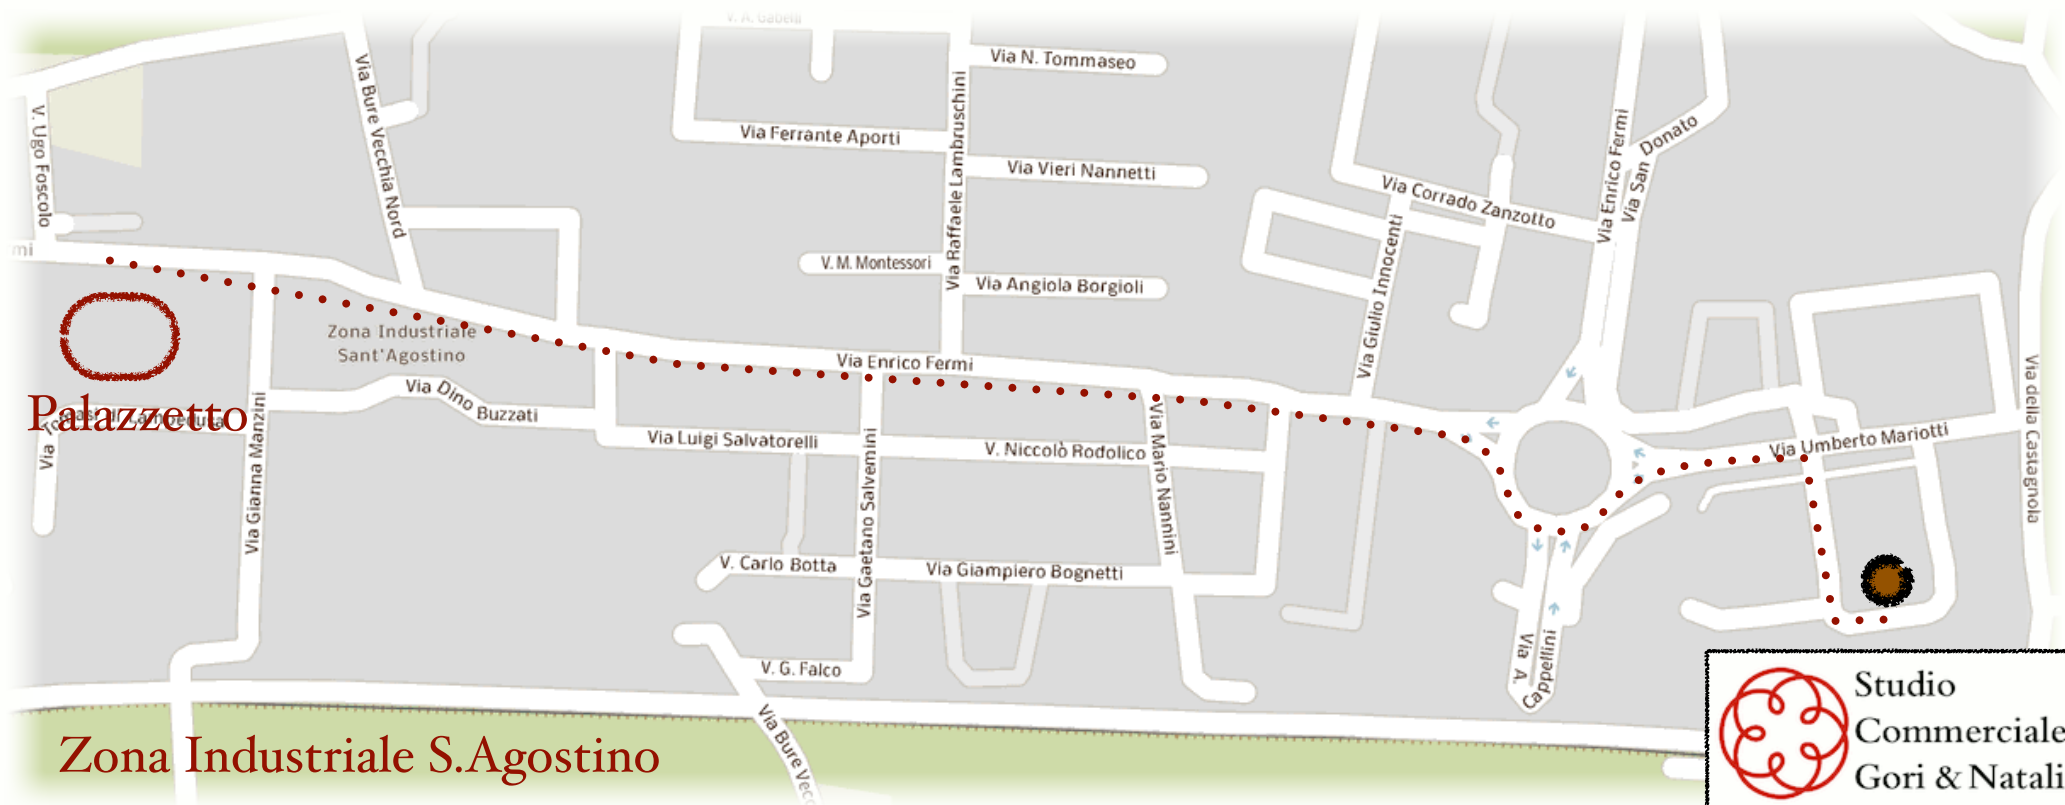 V. A. Gabelli
Via N. Tommaseo
Via Bure Vecchia Nord
V. Ugo Foscolo
Via Ferrante Aporti
Via Raffaele Lambruschini
Via Vieri Nannetti
Via Enrico Fermi
Via San Donato
Via Corrado Zanzotto
mi
V. M. Montessori
Via Angiola Borgioli
Via Giulio Innocenti
Zona Industriale
Sant'Agostino
Via Enrico Fermi
Via Dino Buzzati
Palazzetto
Via Gianna Manzini
Via Luigi Salvatorelli
V. Niccolò Rodolico
Via Mario Nannini
Via Gaetano Salvemini
Via Umberto Mariotti
Via della Castagnola
V. Carlo Botta
Via Giampiero Bognetti
V. G. Falco
Via A. Cappellini
Via Bure Vecc
Zona Industriale S.Agostino
Studio
Commerciale
Gori & Natali